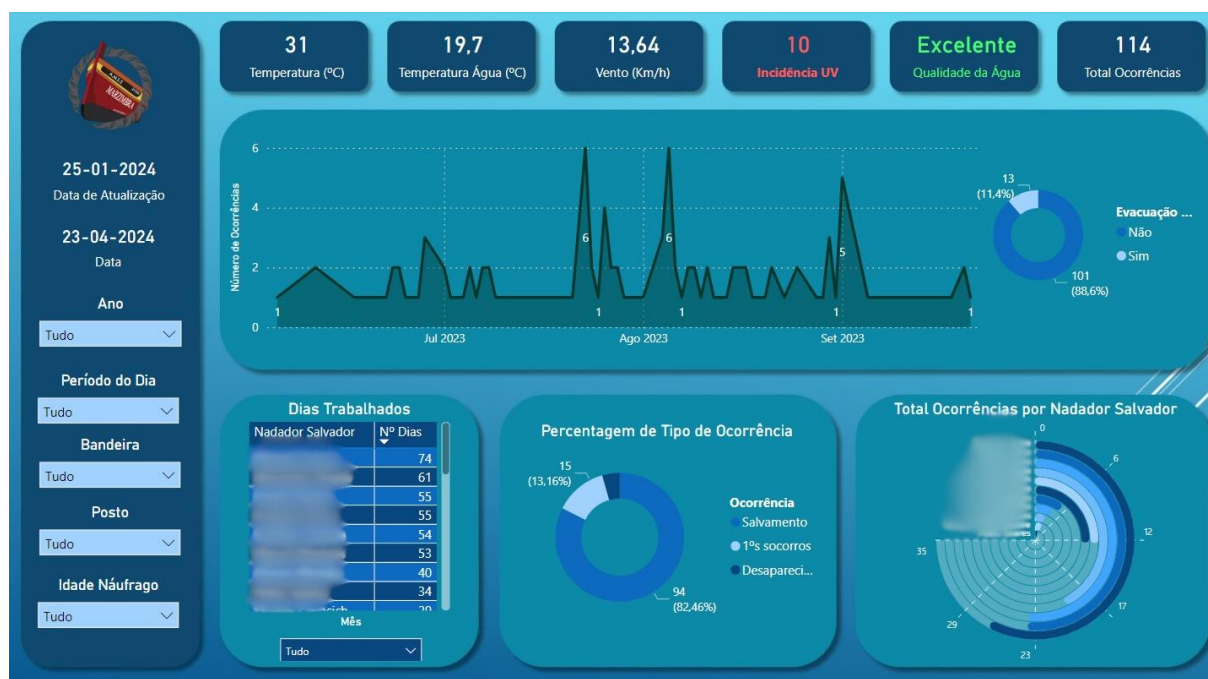 MARZIMBRA
25-01-2024
Data de Atualização
23-04-2024
Data
Ano
Tudo
Período do Dia
Tudo
Bandeira
Tudo
Posto
Tudo
Idade Náufrago
Tudo
31
Temperatura (ºC)
19,7
Temperatura Água (ºC)
13,64
Vento (Km/h)
10
Incidência UV
Excelente
Qualidade da Água
114
Total Ocorrências
Número de Ocorrências
6
4
2
0
1
6
1
6
1
1
5
1
Jul 2023
Ago 2023
Set 2023
13
(11,4%)
101
(88,6%)
Evacuação ...
Não
Sim
Dias Trabalhados
Nadador Salvador Nº Dias
74
61
55
55
54
53
40
34
Mês
Tudo
Percentagem de Tipo de Ocorrência
15
(13,16%)
94
(82,46%)
Ocorrência
Salvamento
1ºs socorros
Desapareci...
Total Ocorrências por Nadador Salvador
0
6
12
17
23
29
35